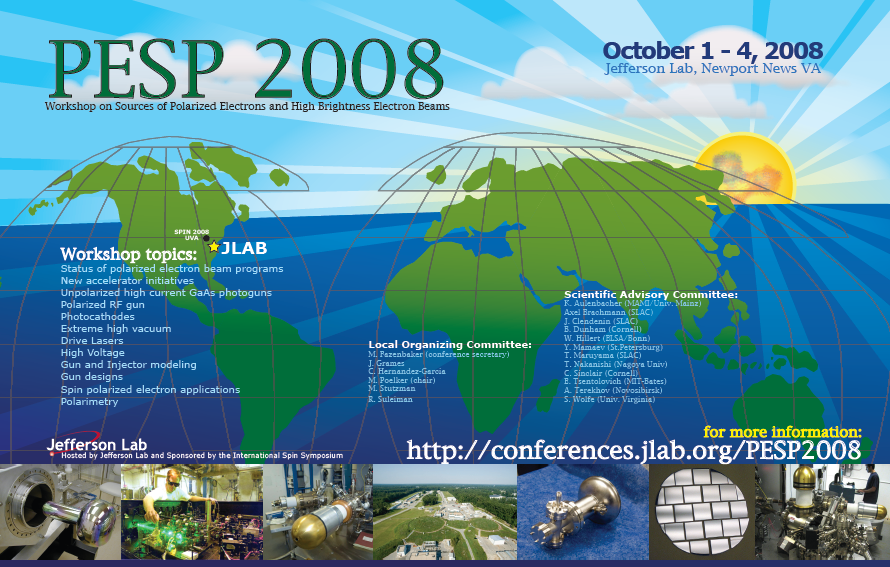 PESP 2008
Workshop on Sources of Polarized Electrons and High Brightness Electron Beams
October 1 - 4, 2008
Jefferson Lab, Newport News VA
SPIN 2008
UVA
JLAB
Workshop topics:
Status of polarized electron beam programs
New accelerator initiatives
Unpolarized high current GaAs photoguns
Polarized RF gun
Photocathodes
Extreme high vacuum
Drive Lasers
High Voltage
Gun and Injector modeling
Gun designs
Spin polarized electron applications
Polarimetry
Local Organizing Committee:
M. Fazenbaker (conference secretary)
J. Grames
C. Hernandez-Garcia
M. Poelker (chair)
M. Stutzman
R. Suleiman
Scientific Advisory Committee:
K. Aulenbacher (MAMI/Univ. Mainz)
Axel Brachmann (SLAC)
J. Clendenin (SLAC)
B. Dunham (Cornell)
W. Hillert (ELSA/Bonn)
Y. Mamaev (St.Petersburg)
T. Maruyama (SLAC)
T. Nakanishi (Nagoya Univ)
C. Sinclair (Cornell)
E. Tsentolovich (MIT-Bates)
A. Terekhov (Novosibirsk)
S. Wolfe (Univ. Virginia)
for more information:
http://conferences.jlab.org/PESP2008
Jefferson Lab
Hosted by Jefferson Lab and Sponsored by the International Spin Symposium